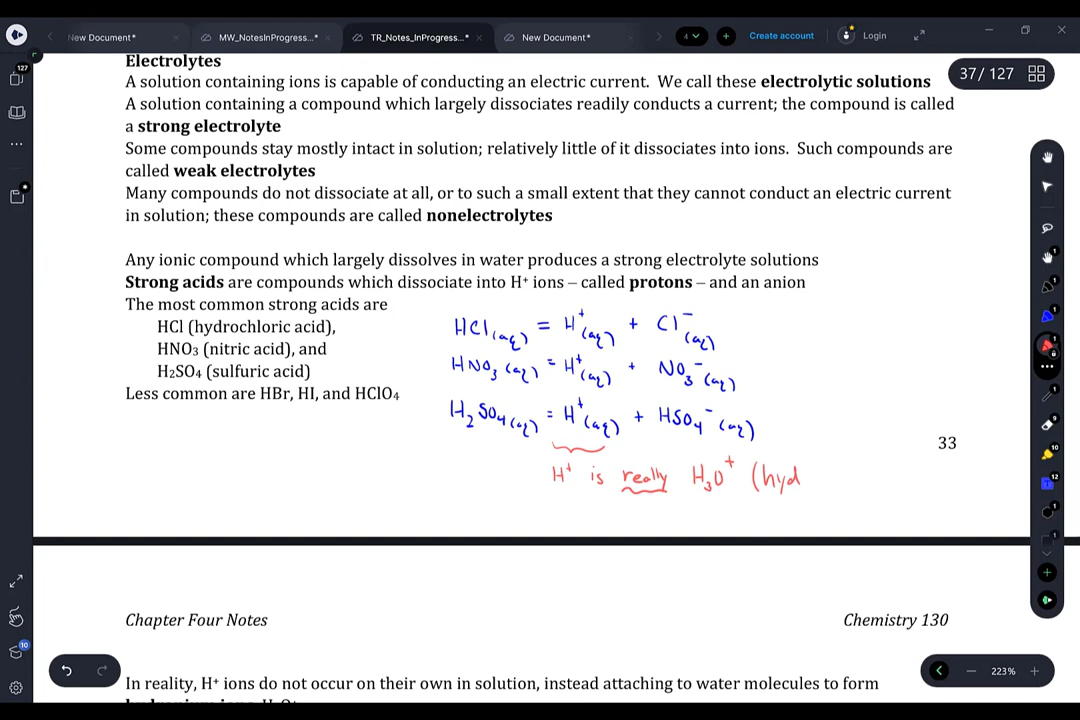 New Document*
MW_NotesInProgress...*
TR_Notes_InProgress...*
New Document*
4
Create account
Login
127
37/ 127
Electrolytes
A solution containing ions is capable of conducting an electric current. We call these electrolytic solutions
A solution containing a compound which largely dissociates readily conducts a current; the compound is called
a strong electrolyte
Some compounds stay mostly intact in solution; relatively little of it dissociates into ions. Such compounds are
called weak electrolytes
Many compounds do not dissociate at all, or to such a small extent that they cannot conduct an electric current
in solution; these compounds are called nonelectrolytes
Any ionic compound which largely dissolves in water produces a strong electrolyte solutions
Strong acids are compounds which dissociate into H⁺ ions – called protons – and an anion
The most common strong acids are
HCl (hydrochloric acid),
HNO₃ (nitric acid), and
H₂SO₄ (sulfuric acid)
Less common are HBr, HI, and HClO₄
HCl(aq) = H⁺(aq) + Cl⁻(aq)
HNO₃(aq) = H⁺(aq) + NO₃⁻(aq)
H₂SO₄(aq) = H⁺(aq) + HSO₄⁻(aq)
33
H⁺ is really H₃O⁺ (hyd
Chapter Four Notes
Chemistry 130
In reality, H⁺ ions do not occur on their own in solution, instead attaching to water molecules to form
10
223%